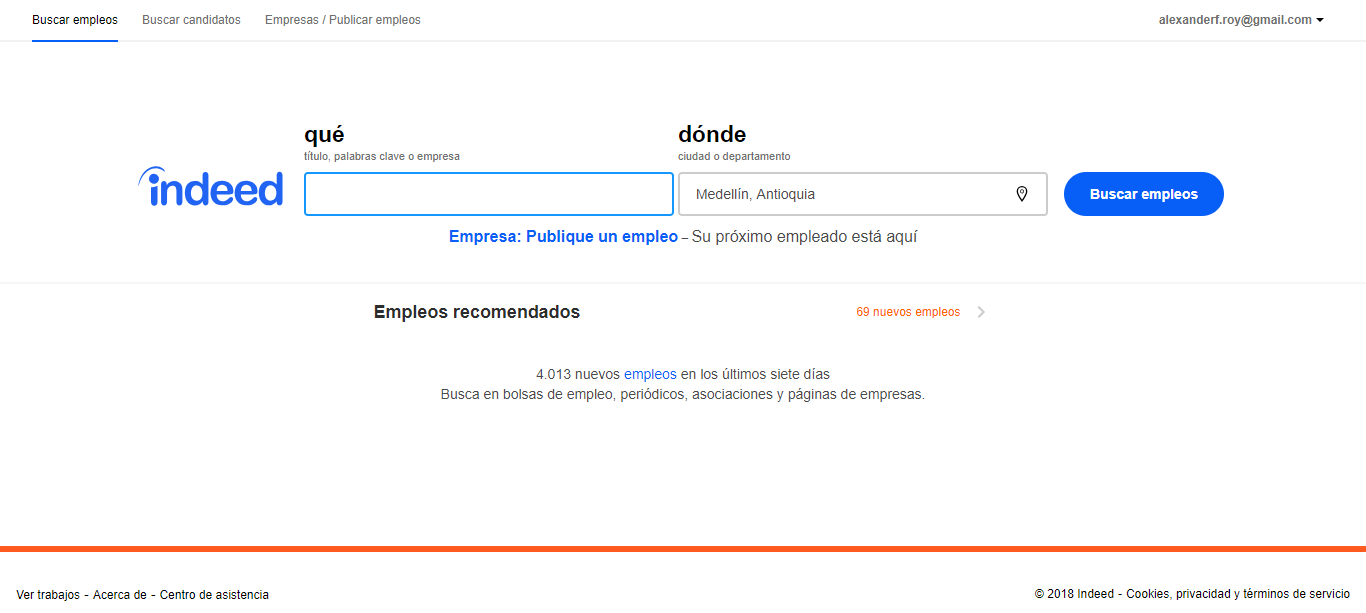 Buscar empleos Buscar candidatos Empresas / Publicar empleos alexanderf.roy@gmail.com
qué dónde
título, palabras clave o empresa ciudad o departamento
indeed Medellín, Antioquia Buscar empleos
Empresa: Publique un empleo – Su próximo empleado está aquí
Empleos recomendados 69 nuevos empleos
4.013 nuevos empleos en los últimos siete días
Busca en bolsas de empleo, periódicos, asociaciones y páginas de empresas.
Ver trabajos - Acerca de - Centro de asistencia © 2018 Indeed - Cookies, privacidad y términos de servicio